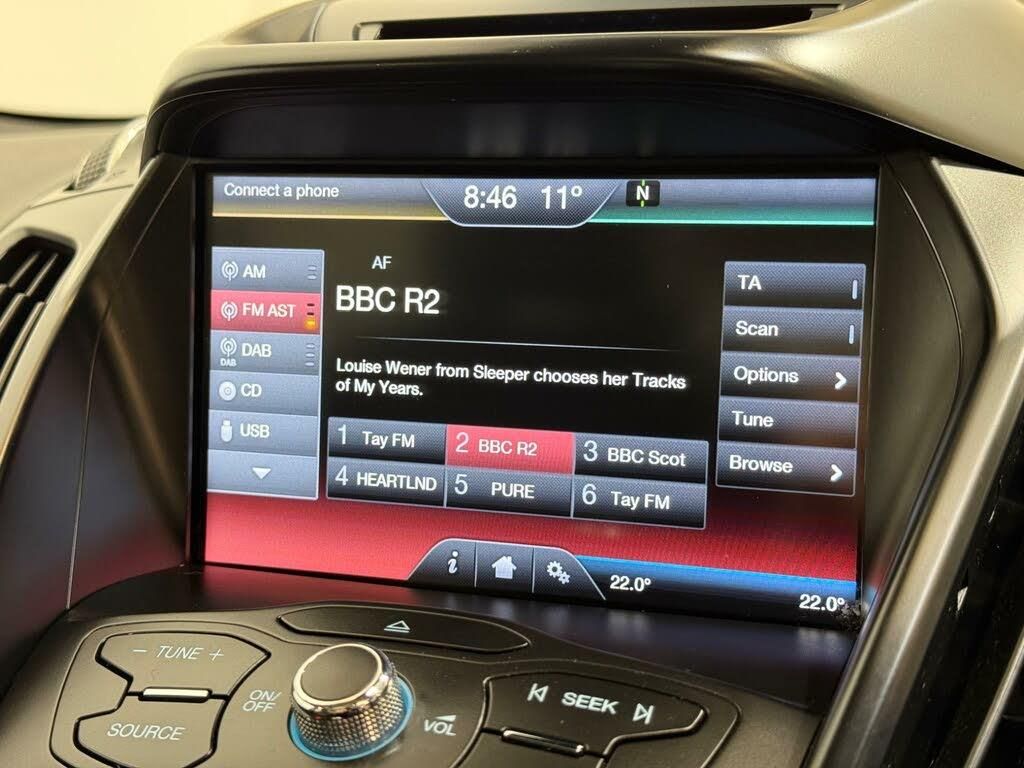 Connect a phone
8:46 11°
N
AM
FM AST
DAB
DAB
CD
USB
AF
BBC R2
Louise Wener from Sleeper chooses her Tracks
of My Years.
1 Tay FM
2 BBC R2
3 BBC Scot
4 HEARTLND
5 PURE
6 Tay FM
TA
Scan
Options
Tune
Browse
i
22.0°
22.0°
− TUNE +
SOURCE
ON/
OFF
VOL
SEEK